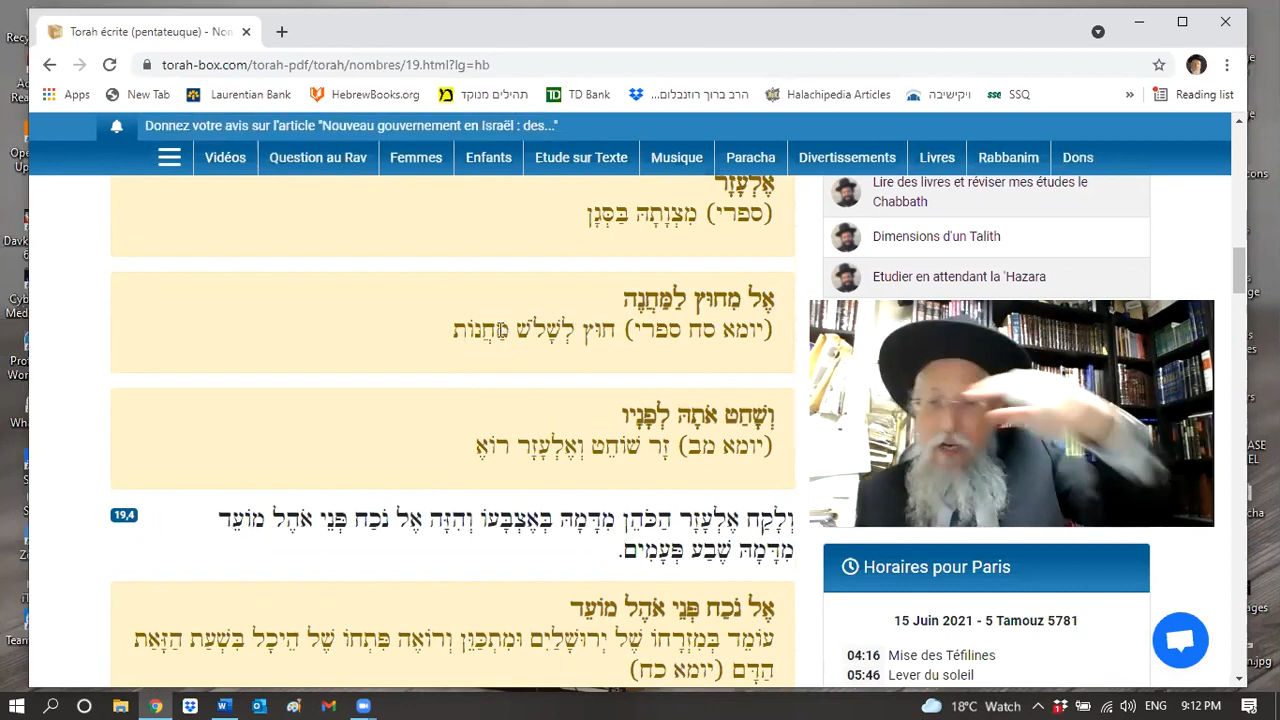 Torah écrite (pentateuque) - Nom
torah-box.com/torah-pdf/torah/nombres/19.html?lg=hb
Apps
New Tab
Laurentian Bank
HebrewBooks.org
תהילים מנוקד
TD Bank
הרב ברוך רוזנבלום...
Halachipedia Articles
ויקישיבה
SSQ
»
Reading list
Donnez votre avis sur l'article "Nouveau gouvernement en Israël : des..."
Vidéos
Question au Rav
Femmes
Enfants
Etude sur Texte
Musique
Paracha
Divertissements
Livres
Rabbanim
Dons
אֶלְעָזָר
(ספרי) מִצְוָתָהּ בַּסְּגָן
אֶל מִחוּץ לַמַּחֲנֶה
(יומא סח ספרי) חוּץ לְשָׁלֹשׁ מַחֲנוֹת
וְשָׁחַט אֹתָהּ לְפָנָיו
(יומא מב) זָר שׁוֹחֵט וְאֶלְעָזָר רוֹאֶ
19,4
וְלָקַח אֶלְעָזָר הַכֹּהֵן מִדָּמָהּ בְּאֶצְבָּעוֹ וְהִזָּה אֶל נֹכַח פְּנֵי אֹהֶל מוֹעֵד
מִדָּמָהּ שֶׁבַע פְּעָמִים.
אֶל נֹכַח פְּנֵי אֹהֶל מוֹעֵד
עוֹמֵד בְּמִזְרָחוֹ שֶׁל יְרוּשָׁלַיִם וּמִתְכַּוֵּן וְרוֹאֶה פִּתְחוֹ שֶׁל הֵיכָל בִּשְׁעַת הַזָּאַת
הַדָּם (יומא כח)
Lire des livres et réviser mes études le
Chabbath
Dimensions d'un Talith
Etudier en attendant la 'Hazara
Horaires pour Paris
15 Juin 2021 - 5 Tamouz 5781
04:16 Mise des Téfilines
05:46 Lever du soleil
18°C Watch
ENG
9:12 PM